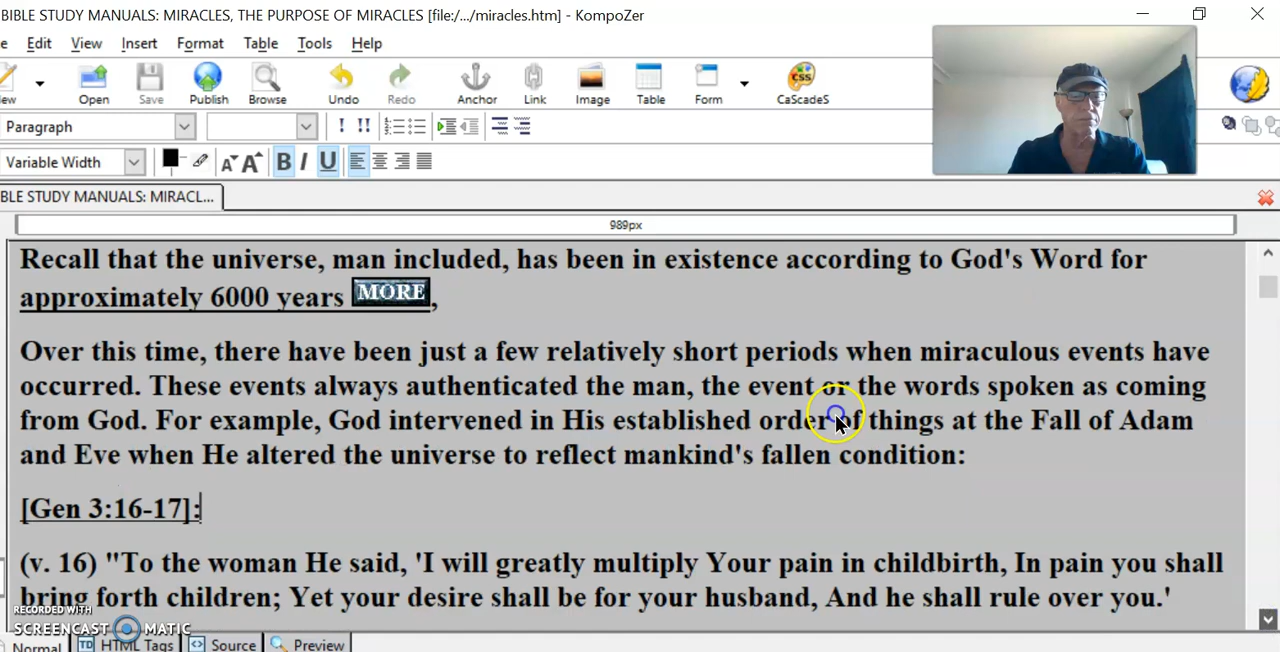 BIBLE STUDY MANUALS: MIRACLES, THE PURPOSE OF MIRACLES [file:/.../miracles.htm] - KompoZer
e Edit View Insert Format Table Tools Help
ew Open Save Publish Browse Undo Redo Anchor Link Image Table Form CaScadeS
Paragraph
Variable Width
BLE STUDY MANUALS: MIRACL...
989px
Recall that the universe, man included, has been in existence according to God's Word for
approximately 6000 years MORE,
Over this time, there have been just a few relatively short periods when miraculous events have
occurred. These events always authenticated the man, the event or the words spoken as coming
from God. For example, God intervened in His established order of things at the Fall of Adam
and Eve when He altered the universe to reflect mankind's fallen condition:
[Gen 3:16-17]:
(v. 16) "To the woman He said, 'I will greatly multiply Your pain in childbirth, In pain you shall
bring forth children; Yet your desire shall be for your husband, And he shall rule over you.'
RECORDED WITH
SCREENCAST MATIC
Normal HTML Tags Source Preview